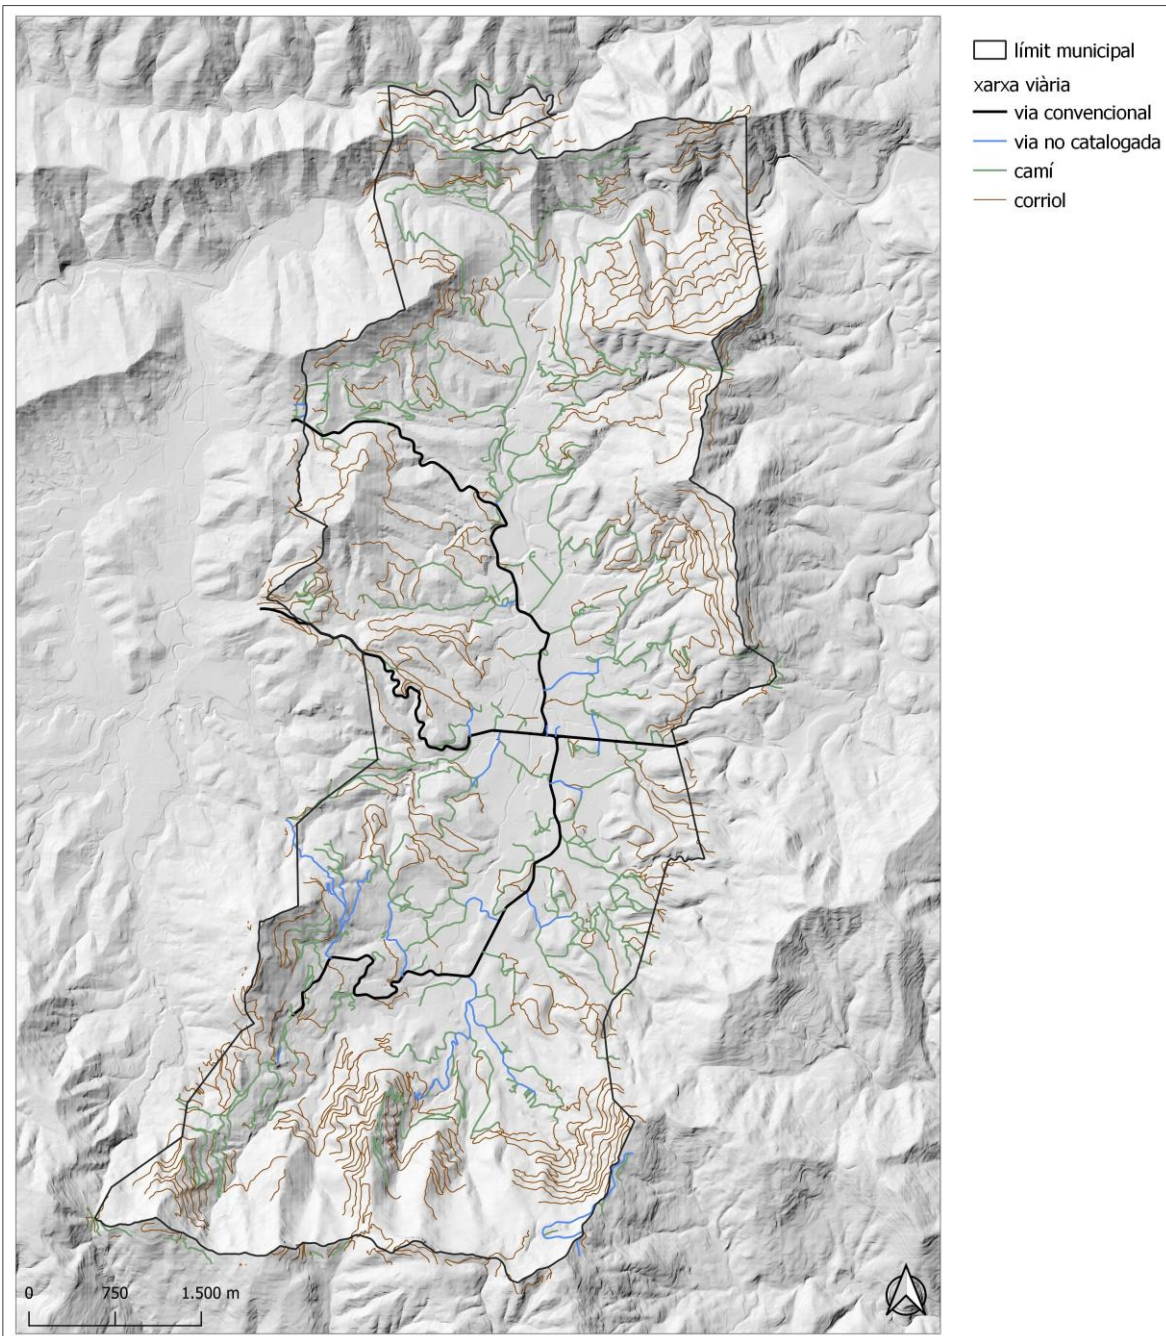 límit municipal
xarxa viària
via convencional
via no catalogada
camí
corriol
0 750 1.500 m